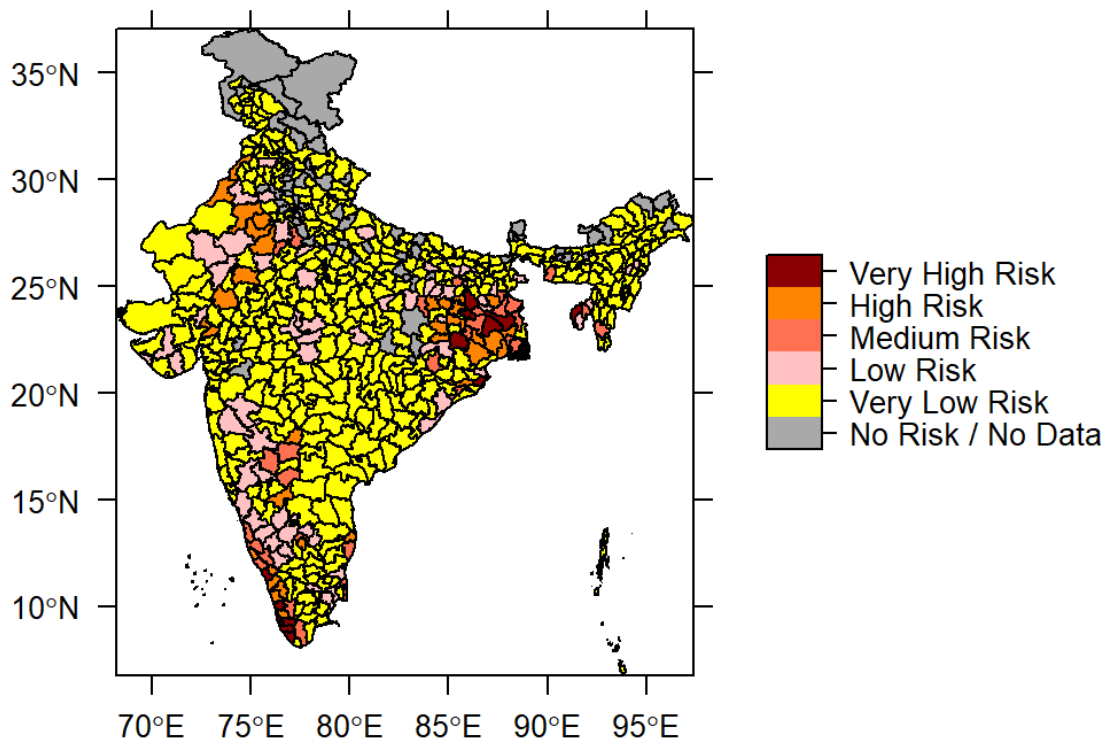 35°N
30°N
25°N
20°N
15°N
10°N
70°E 75°E 80°E 85°E 90°E 95°E
Very High Risk
High Risk
Medium Risk
Low Risk
Very Low Risk
No Risk / No Data